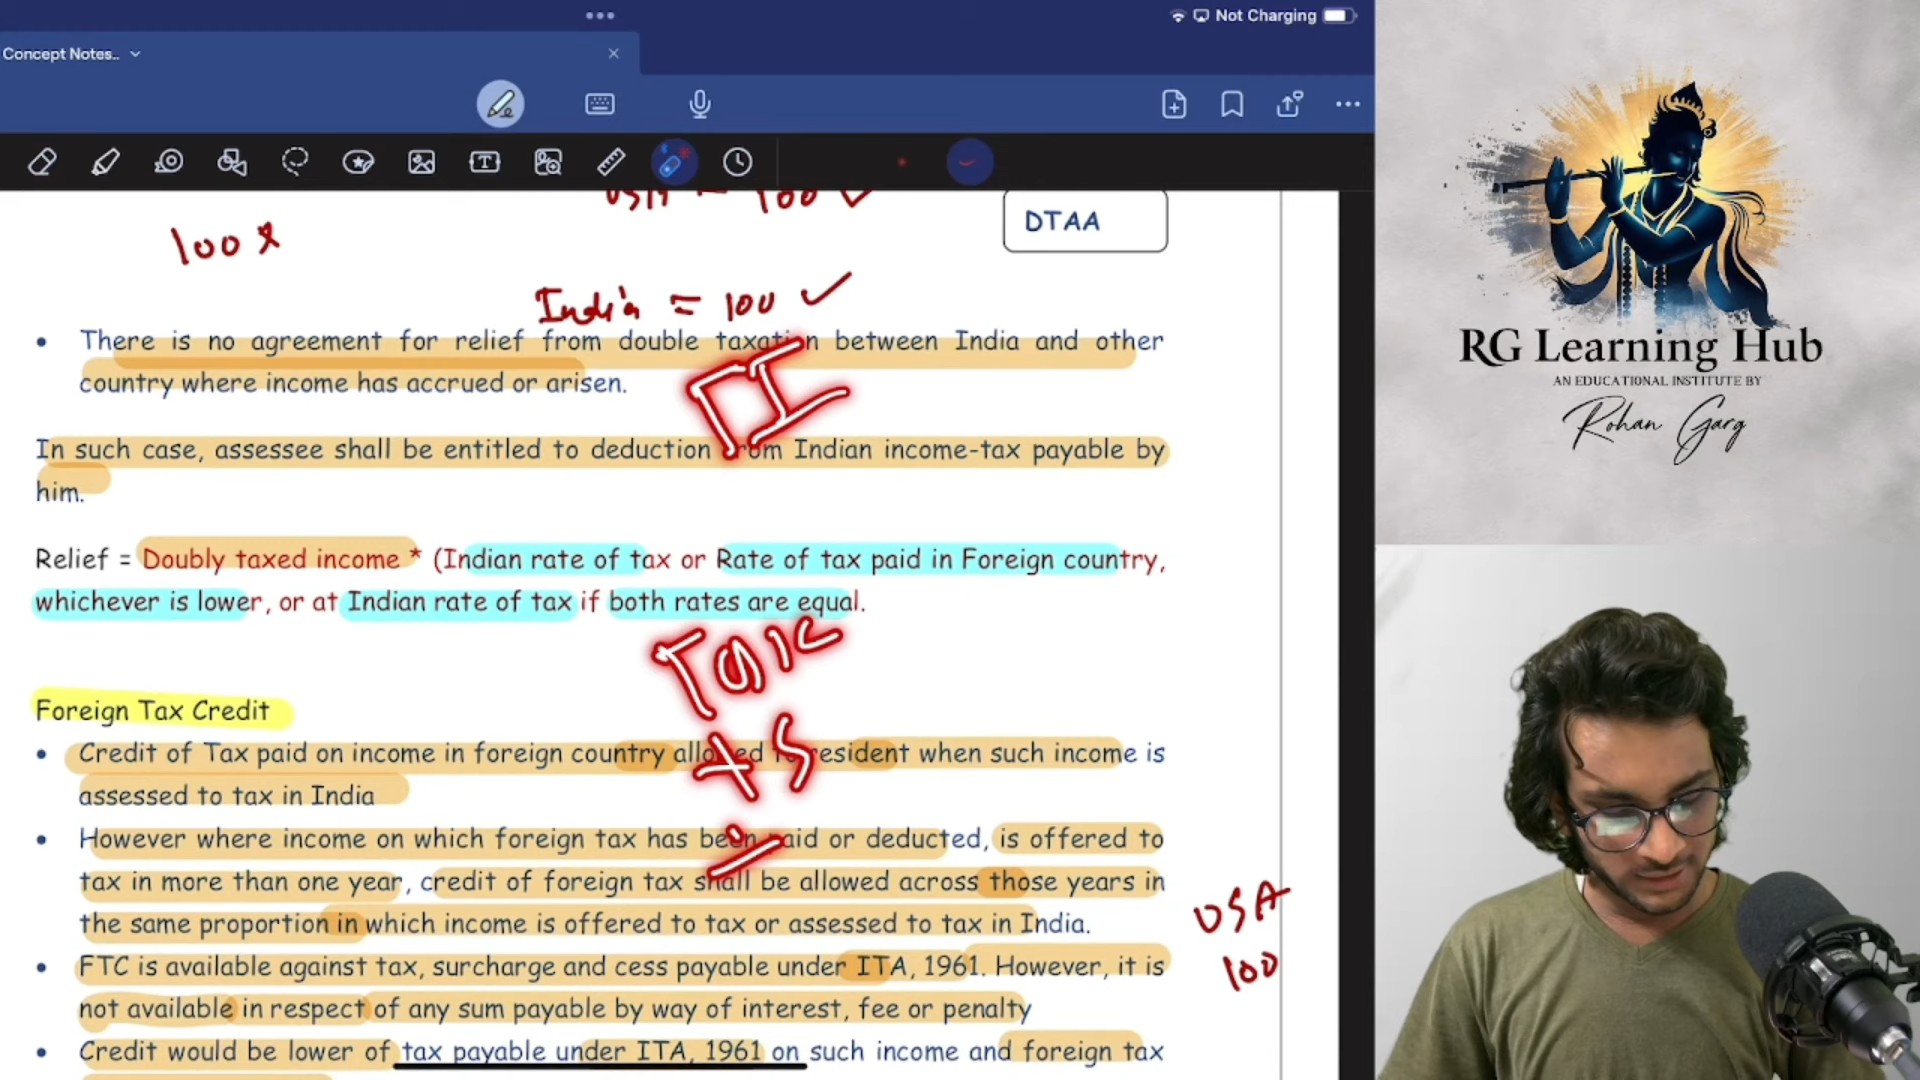 Not Charging
Concept Notes..
USA = 100
100
DTAA
India = 100
• There is no agreement for relief from double taxation between India and other
country where income has accrued or arisen.
In such case, assessee shall be entitled to deduction from Indian income-tax payable by
him.
Relief = Doubly taxed income * (Indian rate of tax or Rate of tax paid in Foreign country,
whichever is lower, or at Indian rate of tax if both rates are equal.
Foreign Tax Credit
• Credit of Tax paid on income in foreign country allowed to resident when such income is
assessed to tax in India
• However where income on which foreign tax has been paid or deducted, is offered to
tax in more than one year, credit of foreign tax shall be allowed across those years in
the same proportion in which income is offered to tax or assessed to tax in India.
• FTC is available against tax, surcharge and cess payable under ITA, 1961. However, it is
not available in respect of any sum payable by way of interest, fee or penalty
• Credit would be lower of tax payable under ITA, 1961 on such income and foreign tax
USA
100
RG Learning Hub
AN EDUCATIONAL INSTITUTE BY
Rohan Garg